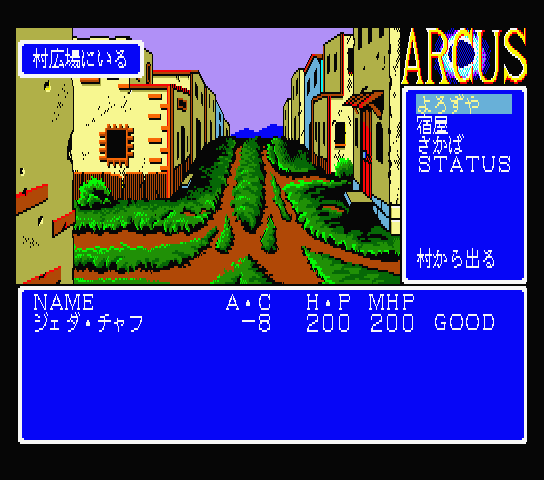 村広場にいる
ARCUS
よろずや
宿屋
さかば
STATUS
村から出る
NAME A・C H・P MHP
ジェダ・チャフ -8 200 200 GOOD